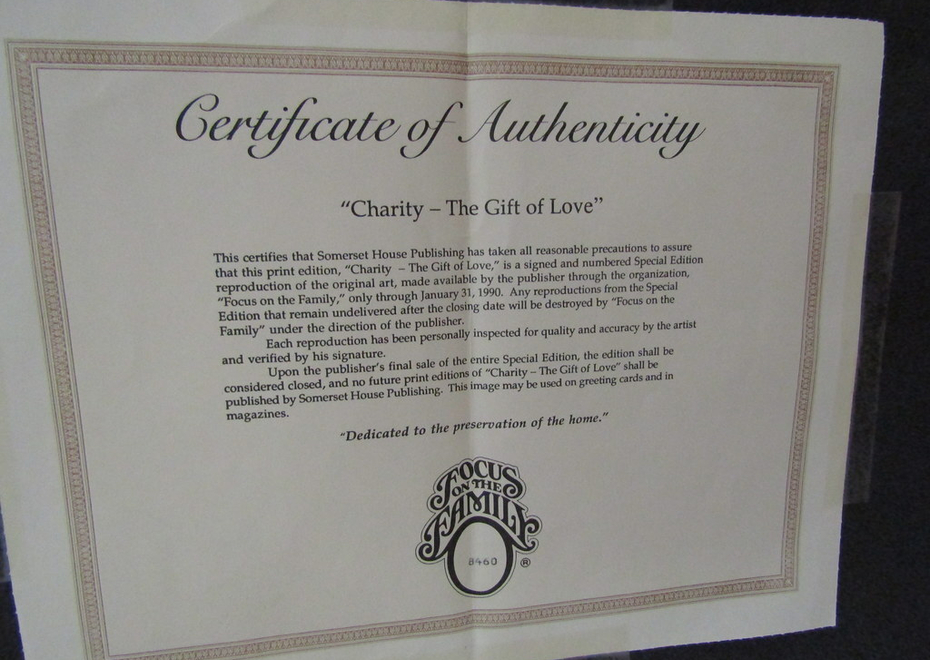 Certificate of Authenticity
“Charity – The Gift of Love”
This certifies that Somerset House Publishing has taken all reasonable precautions to assure
that this print edition, “Charity – The Gift of Love,” is a signed and numbered Special Edition
reproduction of the original art, made available by the publisher through the organization,
“Focus on the Family,” only through January 31, 1990. Any reproductions from the Special
Edition that remain undelivered after the closing date will be destroyed by “Focus on the
Family” under the direction of the publisher.
Each reproduction has been personally inspected for quality and accuracy by the artist
and verified by his signature.
Upon the publisher’s final sale of the entire Special Edition, the edition shall be
considered closed, and no future print editions of “Charity – The Gift of Love” shall be
published by Somerset House Publishing. This image may be used on greeting cards and in
magazines.
“Dedicated to the preservation of the home.”
FOCUS
ON THE
FAMILY
8460 ®